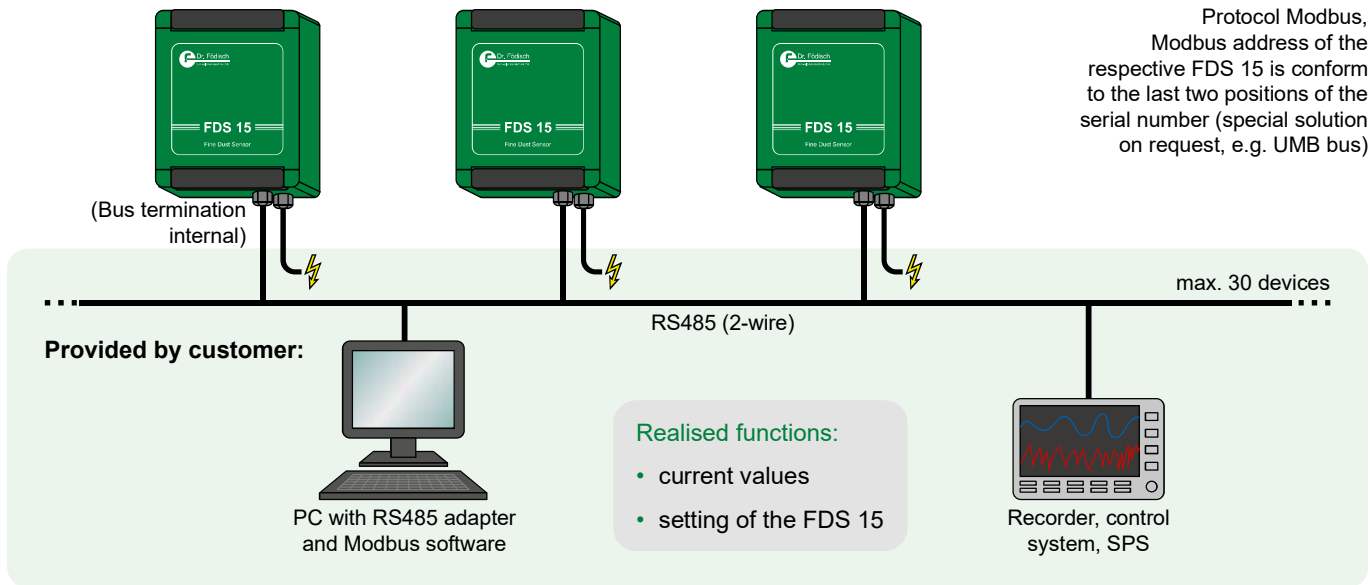 Dr. Födisch
FDS 15
Fine Dust Sensor
Dr. Födisch
FDS 15
Fine Dust Sensor
Dr. Födisch
FDS 15
Fine Dust Sensor
Protocol Modbus,
Modbus address of the
respective FDS 15 is conform
to the last two positions of the
serial number (special solution
on request, e.g. UMB bus)
(Bus termination
internal)
max. 30 devices
RS485 (2-wire)
Provided by customer:
PC with RS485 adapter
and Modbus software
Realised functions:
• current values
• setting of the FDS 15
Recorder, control
system, SPS